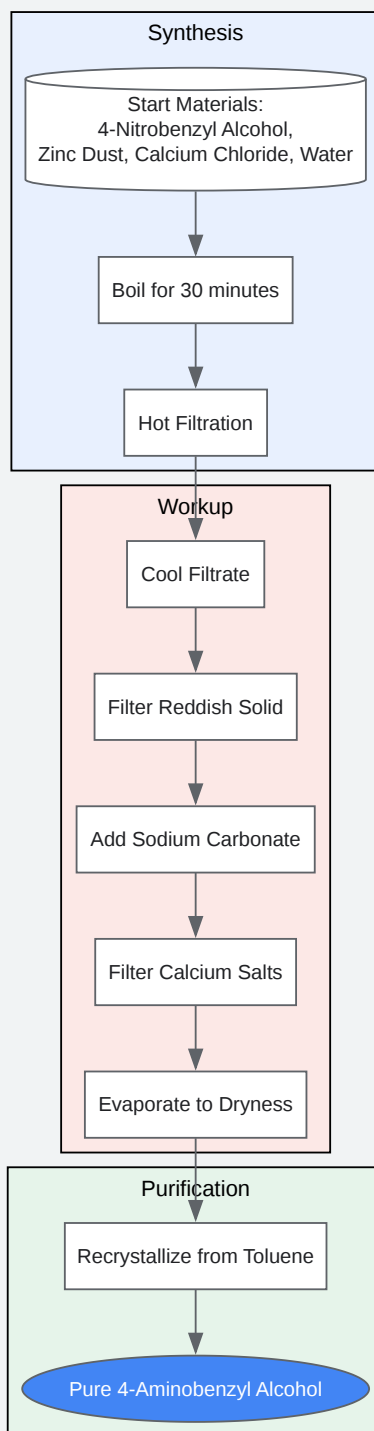 Synthesis
Start Materials:
4-Nitrobenzyl Alcohol,
Zinc Dust, Calcium Chloride, Water
Boil for 30 minutes
Hot Filtration
Workup
Cool Filtrate
Filter Reddish Solid
Add Sodium Carbonate
Filter Calcium Salts
Evaporate to Dryness
Purification
Recrystallize from Toluene
Pure 4-Aminobenzyl Alcohol